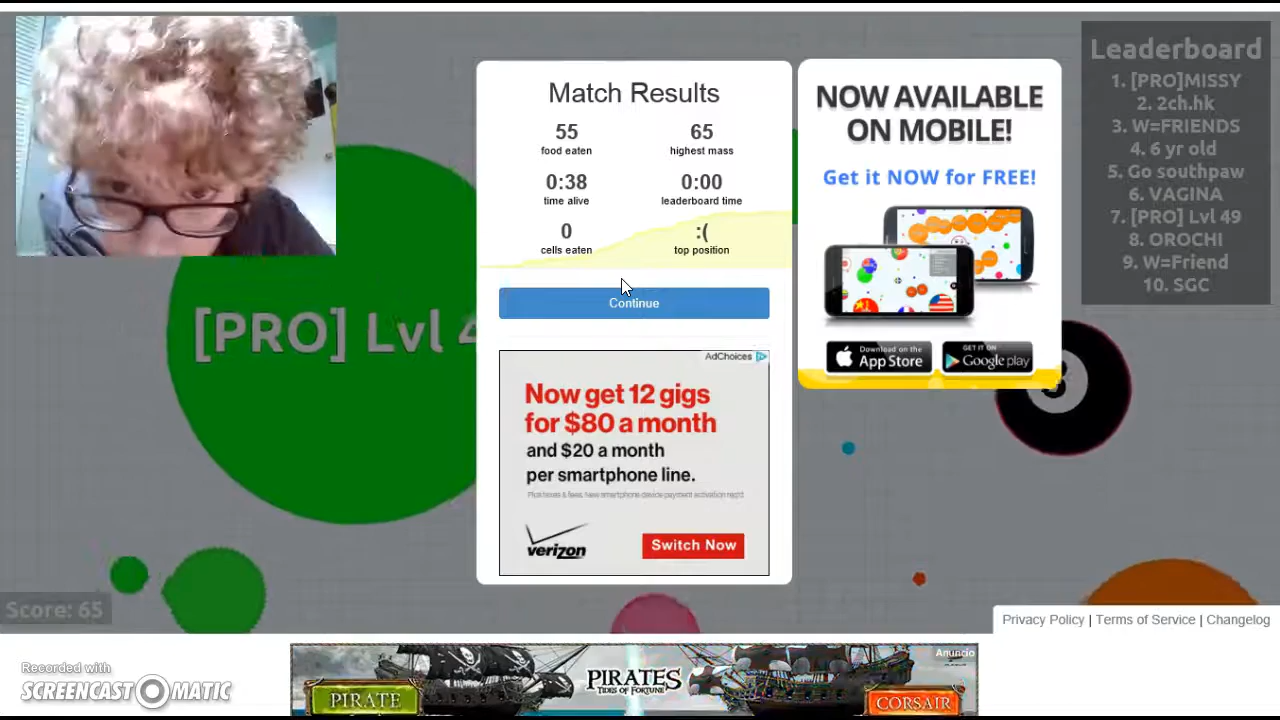 Match Results
55
food eaten
65
highest mass
0:38
time alive
0:00
leaderboard time
0
cells eaten
:(
top position
Continue
AdChoices
Now get 12 gigs
for $80 a month
and $20 a month
per smartphone line.
verizon
Switch Now
NOW AVAILABLE
ON MOBILE!
Get it NOW for FREE!
Download on the
App Store
GET IT ON
Google play
Leaderboard
1. [PRO]MISSY
2. 2ch.hk
3. W=FRIENDS
4. 6 yr old
5. Go southpaw
6. VAGINA
7. [PRO] Lvl 49
8. OROCHI
9. W=Friend
10. SGC
[PRO] Lvl 4
8
Score: 65
Privacy Policy | Terms of Service | Changelog
Recorded with
SCREENCAST O MATIC
PIRATE
PIRATES
TIDES OF FORTUNE
Anuncio
CORSAIR